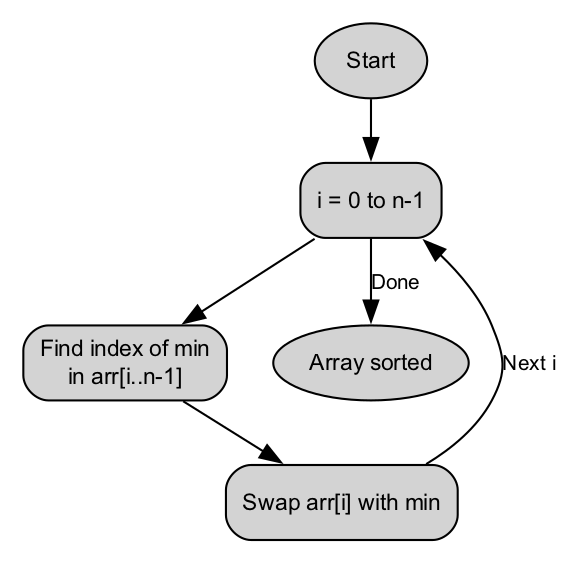 Start
i = 0 to n-1
Done
Find index of min
in arr[i..n-1]
Array sorted
Next i
Swap arr[i] with min